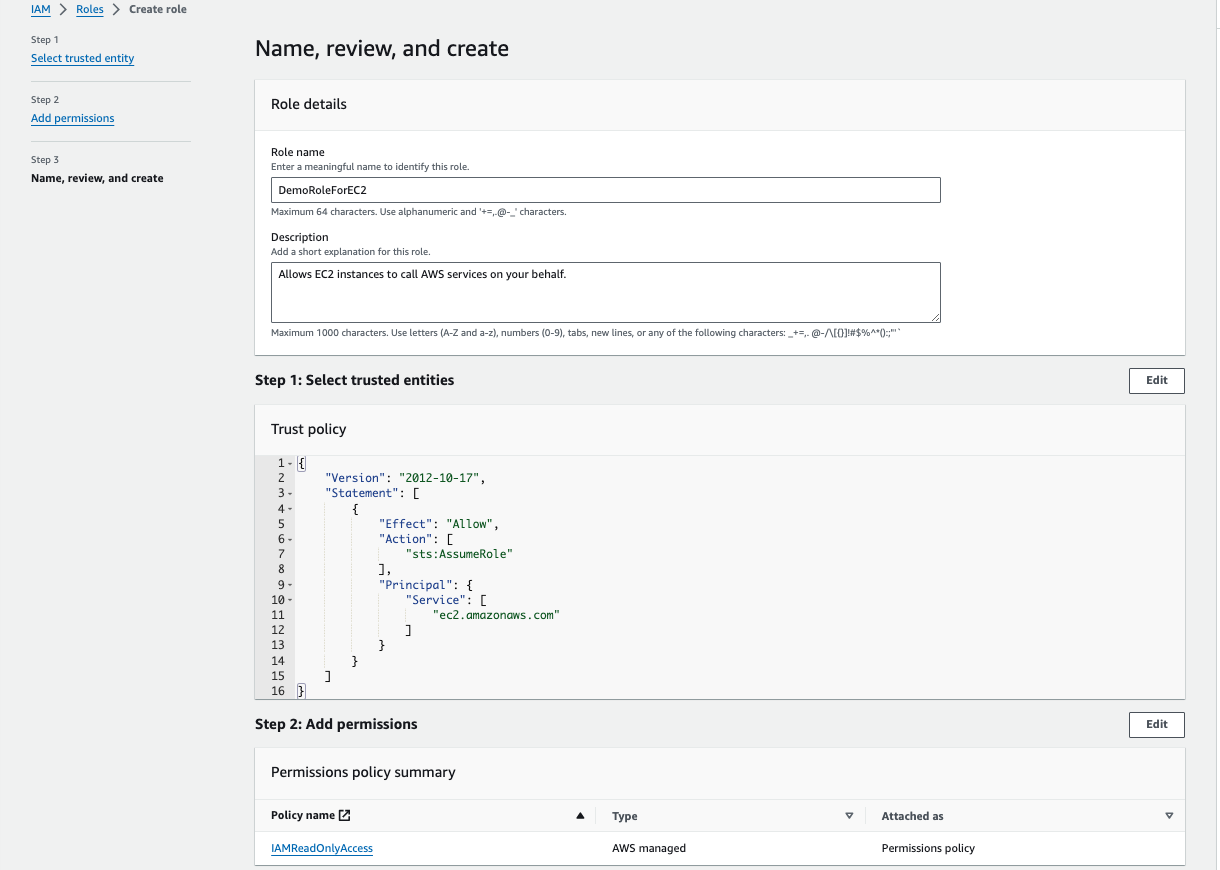 IAM > Roles > Create role
Step 1
Select trusted entity
Step 2
Add permissions
Step 3
Name, review, and create
Name, review, and create
Role details
Role name
Enter a meaningful name to identify this role.
DemoRoleForEC2
Maximum 64 characters. Use alphanumeric and '+=,.@-_' characters.
Description
Add a short explanation for this role.
Allows EC2 instances to call AWS services on your behalf.
Maximum 1000 characters. Use letters (A-Z and a-z), numbers (0-9), tabs, new lines, or any of the following characters: _+=,. @-/\[{}]!#$%^*();:"'`
Step 1: Select trusted entities
Edit
Trust policy
1 {
2     "Version": "2012-10-17",
3     "Statement": [
4         {
5             "Effect": "Allow",
6             "Action": [
7                 "sts:AssumeRole"
8             ],
9             "Principal": {
10                 "Service": [
11                     "ec2.amazonaws.com"
12                 ]
13             }
14         }
15     ]
16 }
Step 2: Add permissions
Edit
Permissions policy summary
Policy name Type Attached as
IAMReadOnlyAccess AWS managed Permissions policy